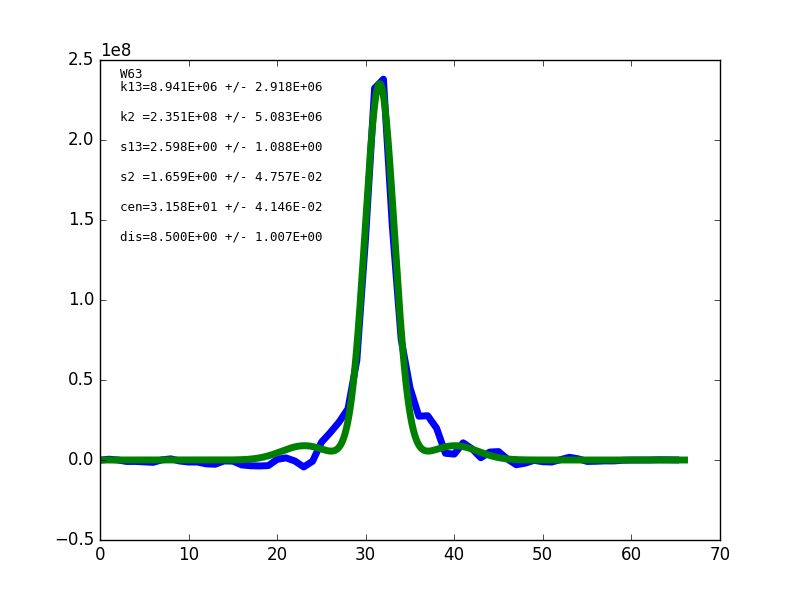 1e8
2.5
W63
k13=8.941E+06 +/- 2.918E+06
k2 =2.351E+08 +/- 5.083E+06
2.0
s13=2.598E+00 +/- 1.088E+00
s2 =1.659E+00 +/- 4.757E-02
cen=3.158E+01 +/- 4.146E-02
1.5
dis=8.500E+00 +/- 1.007E+00
1.0
0.5
0.0
−0.5
0 10 20 30 40 50 60 70